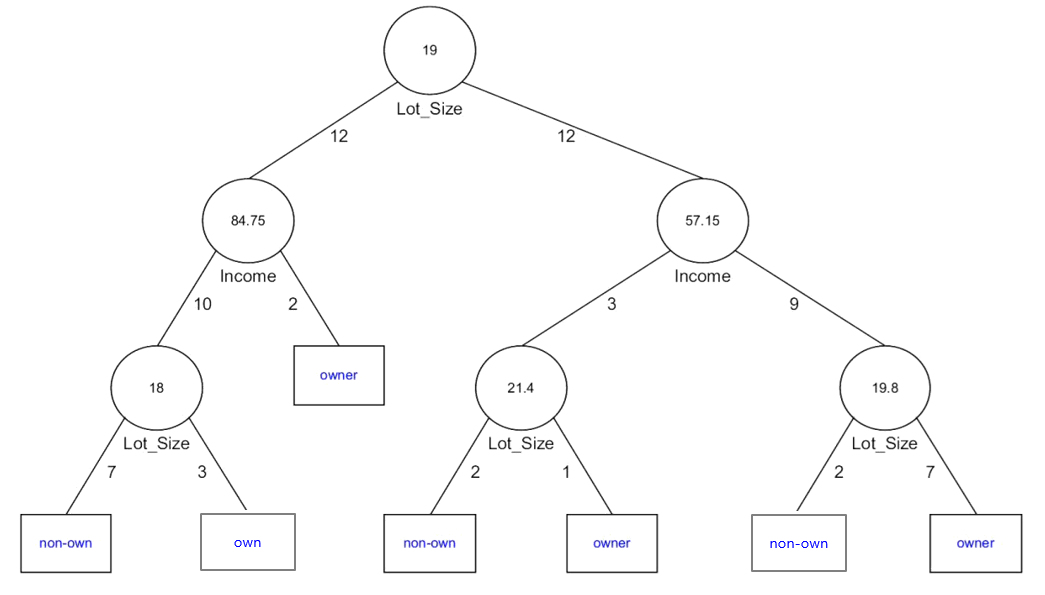 19
Lot_Size
12
12
84.75
57.15
Income
Income
10
2
3
9
owner
18
21.4
19.8
Lot_Size
Lot_Size
Lot_Size
7
3
2
1
2
7
non-own
own
non-own
owner
non-own
owner